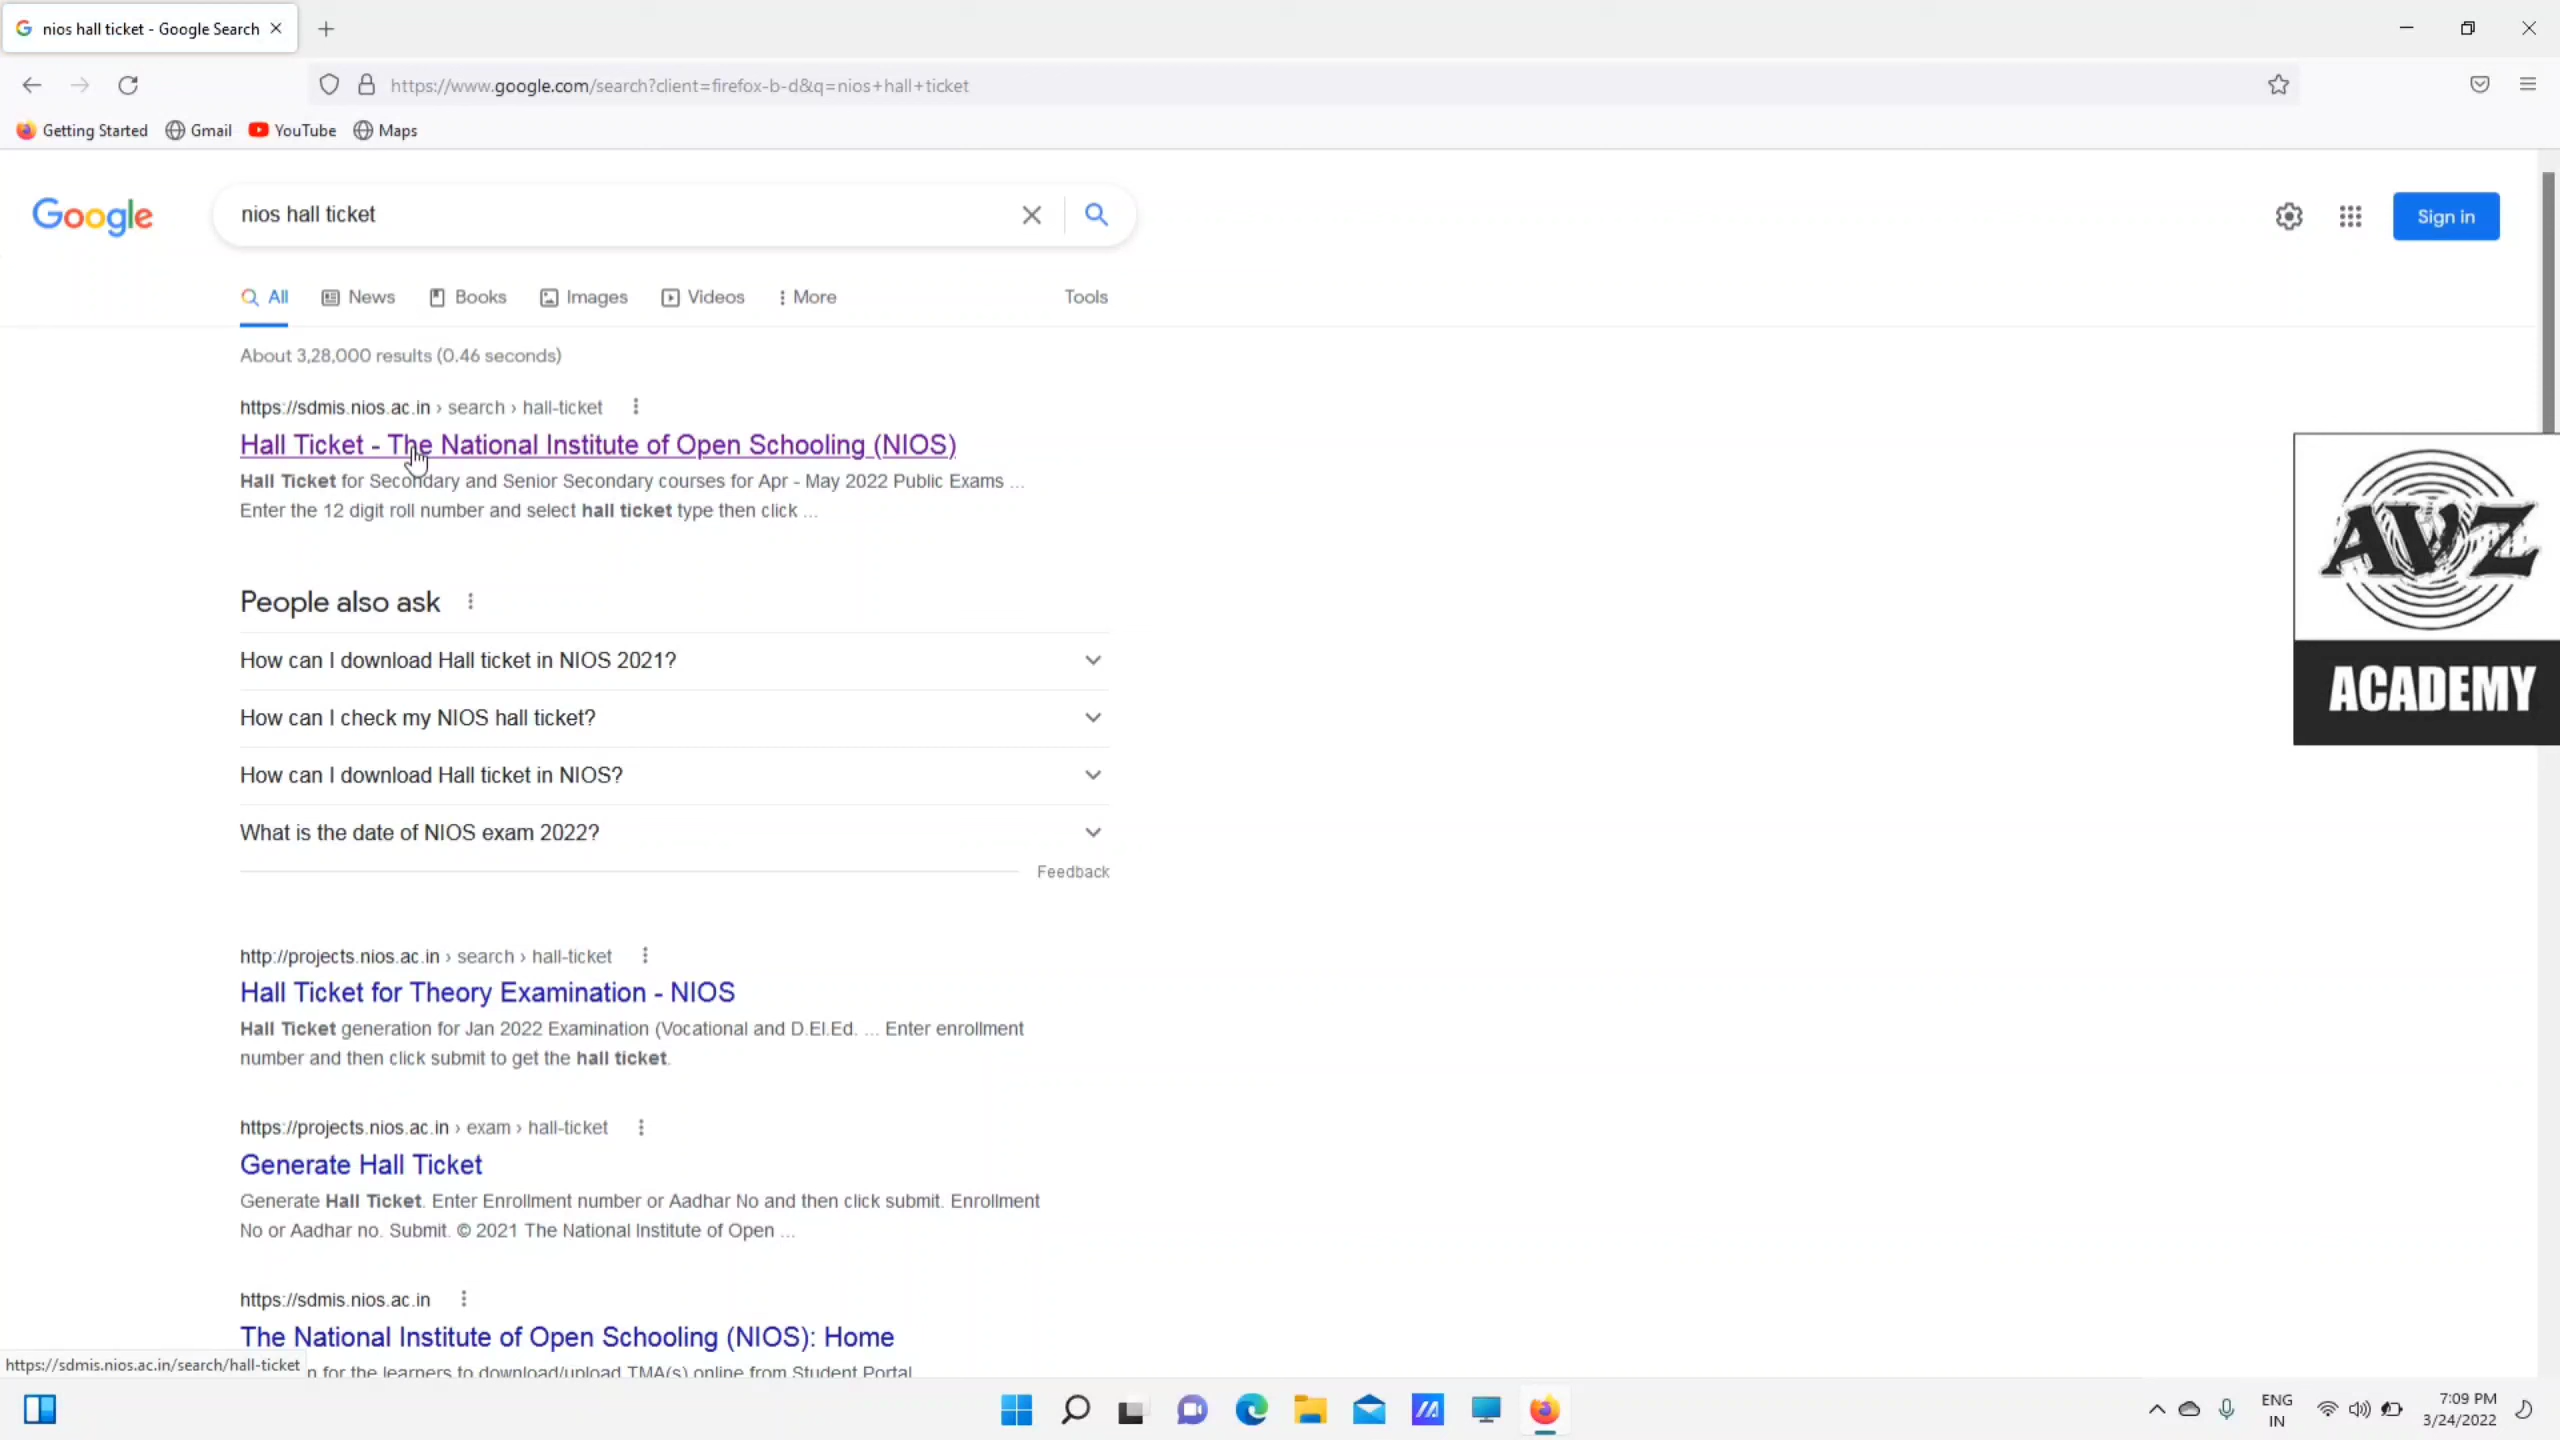 nios hall ticket - Google Search
https://www.google.com/search?client=firefox-b-d&q=nios+hall+ticket
Getting Started Gmail YouTube Maps
Google
nios hall ticket
Sign in
All News Books Images Videos More Tools
About 3,28,000 results (0.46 seconds)
https://sdmis.nios.ac.in › search › hall-ticket
Hall Ticket - The National Institute of Open Schooling (NIOS)
Hall Ticket for Secondary and Senior Secondary courses for Apr - May 2022 Public Exams ...
Enter the 12 digit roll number and select hall ticket type then click ...
AVZ
ACADEMY
People also ask
How can I download Hall ticket in NIOS 2021?
How can I check my NIOS hall ticket?
How can I download Hall ticket in NIOS?
What is the date of NIOS exam 2022?
Feedback
http://projects.nios.ac.in › search › hall-ticket
Hall Ticket for Theory Examination - NIOS
Hall Ticket generation for Jan 2022 Examination (Vocational and D.El.Ed. ... Enter enrollment
number and then click submit to get the hall ticket.
https://projects.nios.ac.in › exam › hall-ticket
Generate Hall Ticket
Generate Hall Ticket. Enter Enrollment number or Aadhar No and then click submit. Enrollment
No or Aadhar no. Submit. © 2021 The National Institute of Open ...
https://sdmis.nios.ac.in
The National Institute of Open Schooling (NIOS): Home
n for the learners to download/upload TMA(s) online from Student Portal
https://sdmis.nios.ac.in/search/hall-ticket
ENG
IN
7:09 PM
3/24/2022